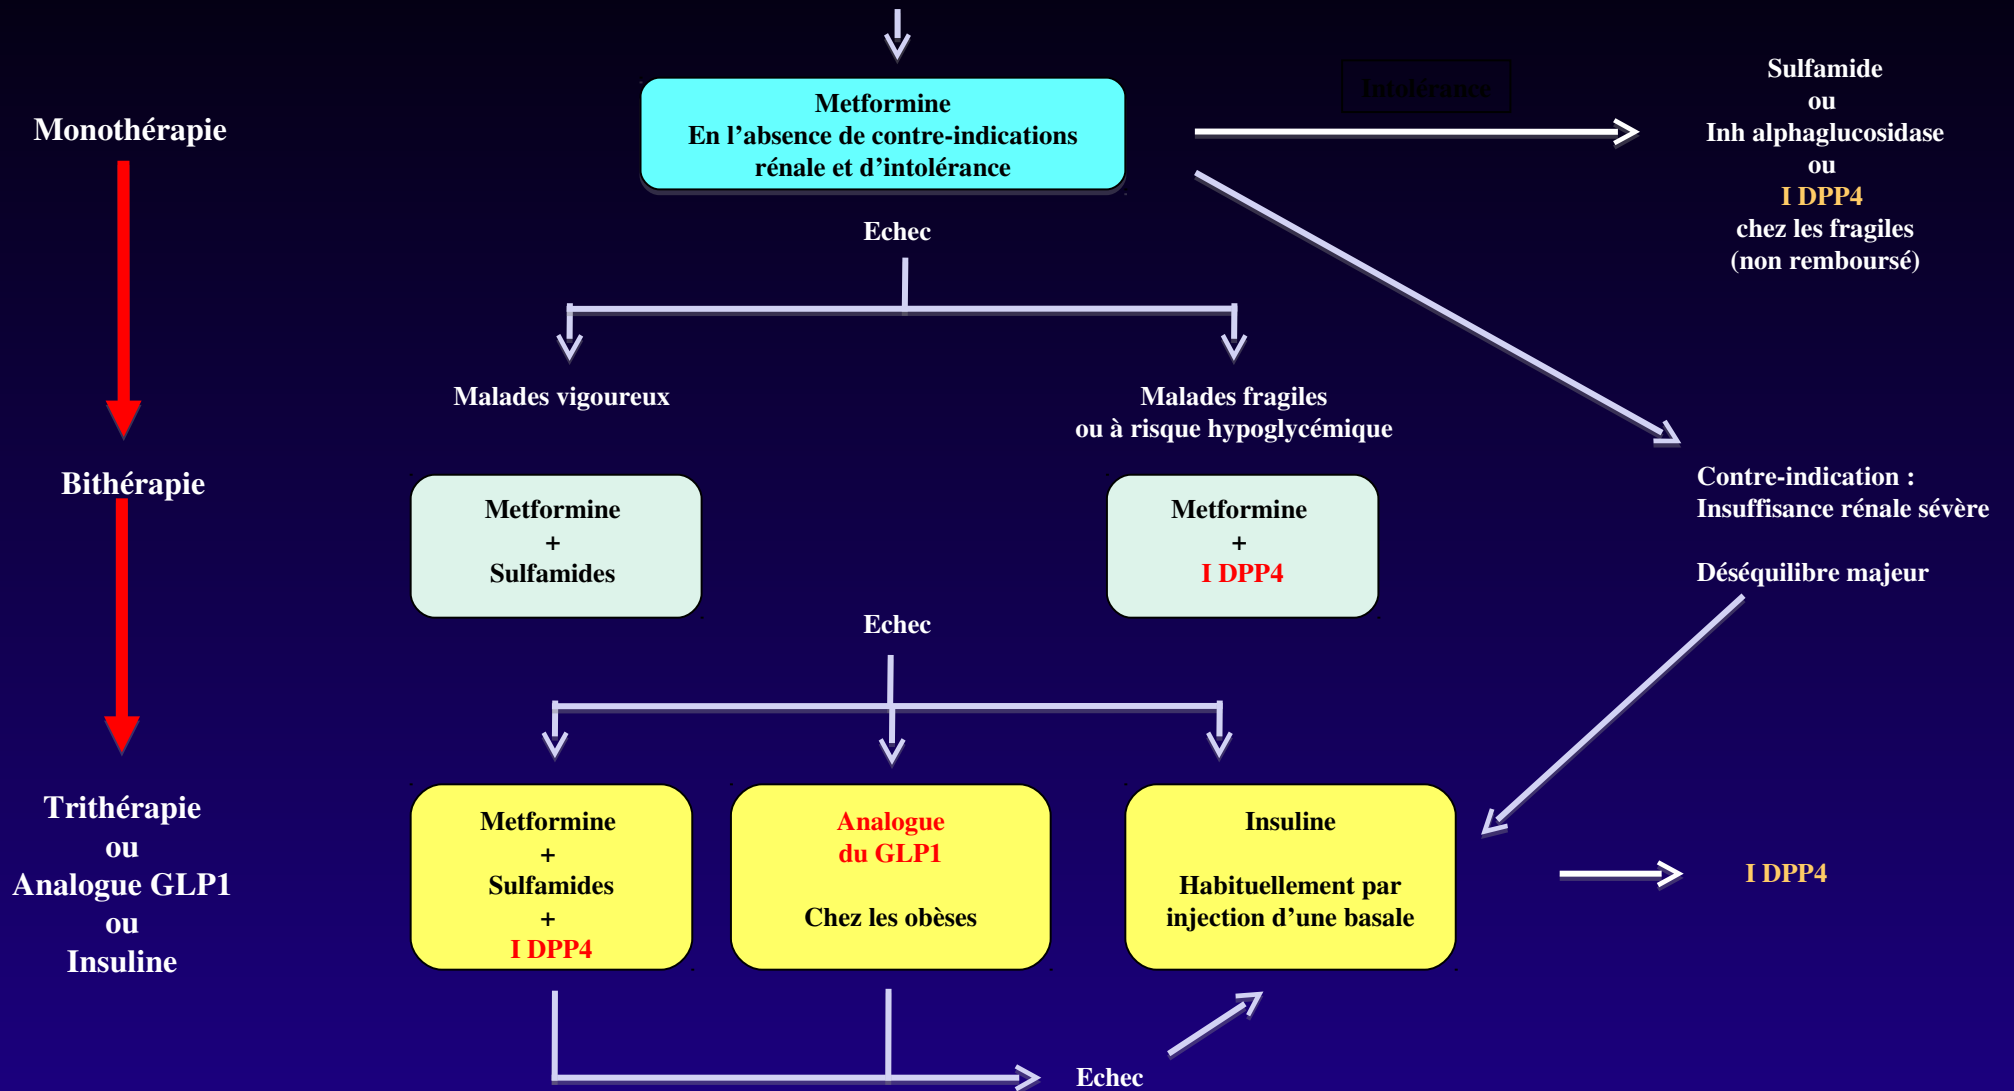 Monothérapie
Metformine
En l’absence de contre-indications
rénale et d’intolérance
Intolérance
Sulfamide
ou
Inh alphaglucosidase
ou
I DPP4
chez les fragiles
(non remboursé)
Echec
Malades vigoureux
Malades fragiles
ou à risque hypoglycémique
Bithérapie
Metformine
+
Sulfamides
Metformine
+
I DPP4
Contre-indication :
Insuffisance rénale sévère
Déséquilibre majeur
Echec
Trithérapie
ou
Analogue GLP1
ou
Insuline
Metformine
+
Sulfamides
+
I DPP4
Analogue
du GLP1
Chez les obèses
Insuline
Habituellement par
injection d’une basale
I DPP4
Echec